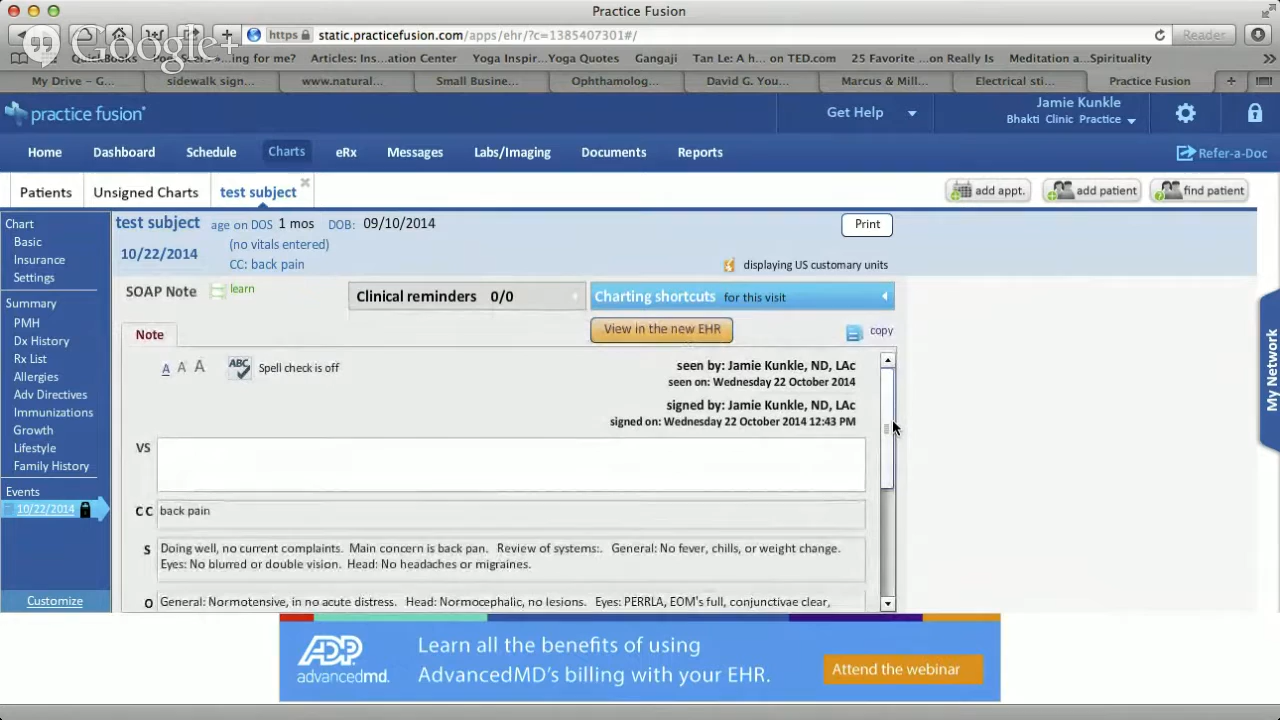 Practice Fusion
https static.practicefusion.com/apps/ehr/?c=1385407301#/ Reader
Google+
QuickBooks
ing for me? Articles: Ins...ation Center Yoga Inspir...Yoga Quotes Gangaji Tan Le: A h... on TED.com 25 Favorite ...on Really Is Meditation a...Spirituality
My Drive – G... sidewalk sign... www.natural... Small Busine... Ophthamolog... David G. You... Marcus & Mill... Electrical sti... Practice Fusion
practice fusion
Get Help
Jamie Kunkle
Bhakti Clinic Practice
Home Dashboard Schedule Charts eRx Messages Labs/Imaging Documents Reports Refer-a-Doc
Patients Unsigned Charts test subject add appt. add patient find patient
Chart
Basic
Insurance
Settings
Summary
PMH
Dx History
Rx List
Allergies
Adv Directives
Immunizations
Growth
Lifestyle
Family History
Events
10/22/2014
Customize
test subject age on DOS 1 mos DOB: 09/10/2014 Print
10/22/2014 (no vitals entered)
CC: back pain
displaying US customary units
SOAP Note learn Clinical reminders 0/0 Charting shortcuts for this visit
Note View in the new EHR copy
A A A ABC Spell check is off
seen by: Jamie Kunkle, ND, LAc
seen on: Wednesday 22 October 2014
signed by: Jamie Kunkle, ND, LAc
signed on: Wednesday 22 October 2014 12:43 PM
VS
CC back pain
S Doing well, no current complaints. Main concern is back pan. Review of systems:. General: No fever, chills, or weight change.
Eyes: No blurred or double vision. Head: No headaches or migraines.
O General: Normotensive, in no acute distress. Head: Normocephalic, no lesions. Eyes: PERRLA, EOM's full, conjunctivae clear,
My Network
ADP
advancedmd.
Learn all the benefits of using
AdvancedMD's billing with your EHR.
Attend the webinar